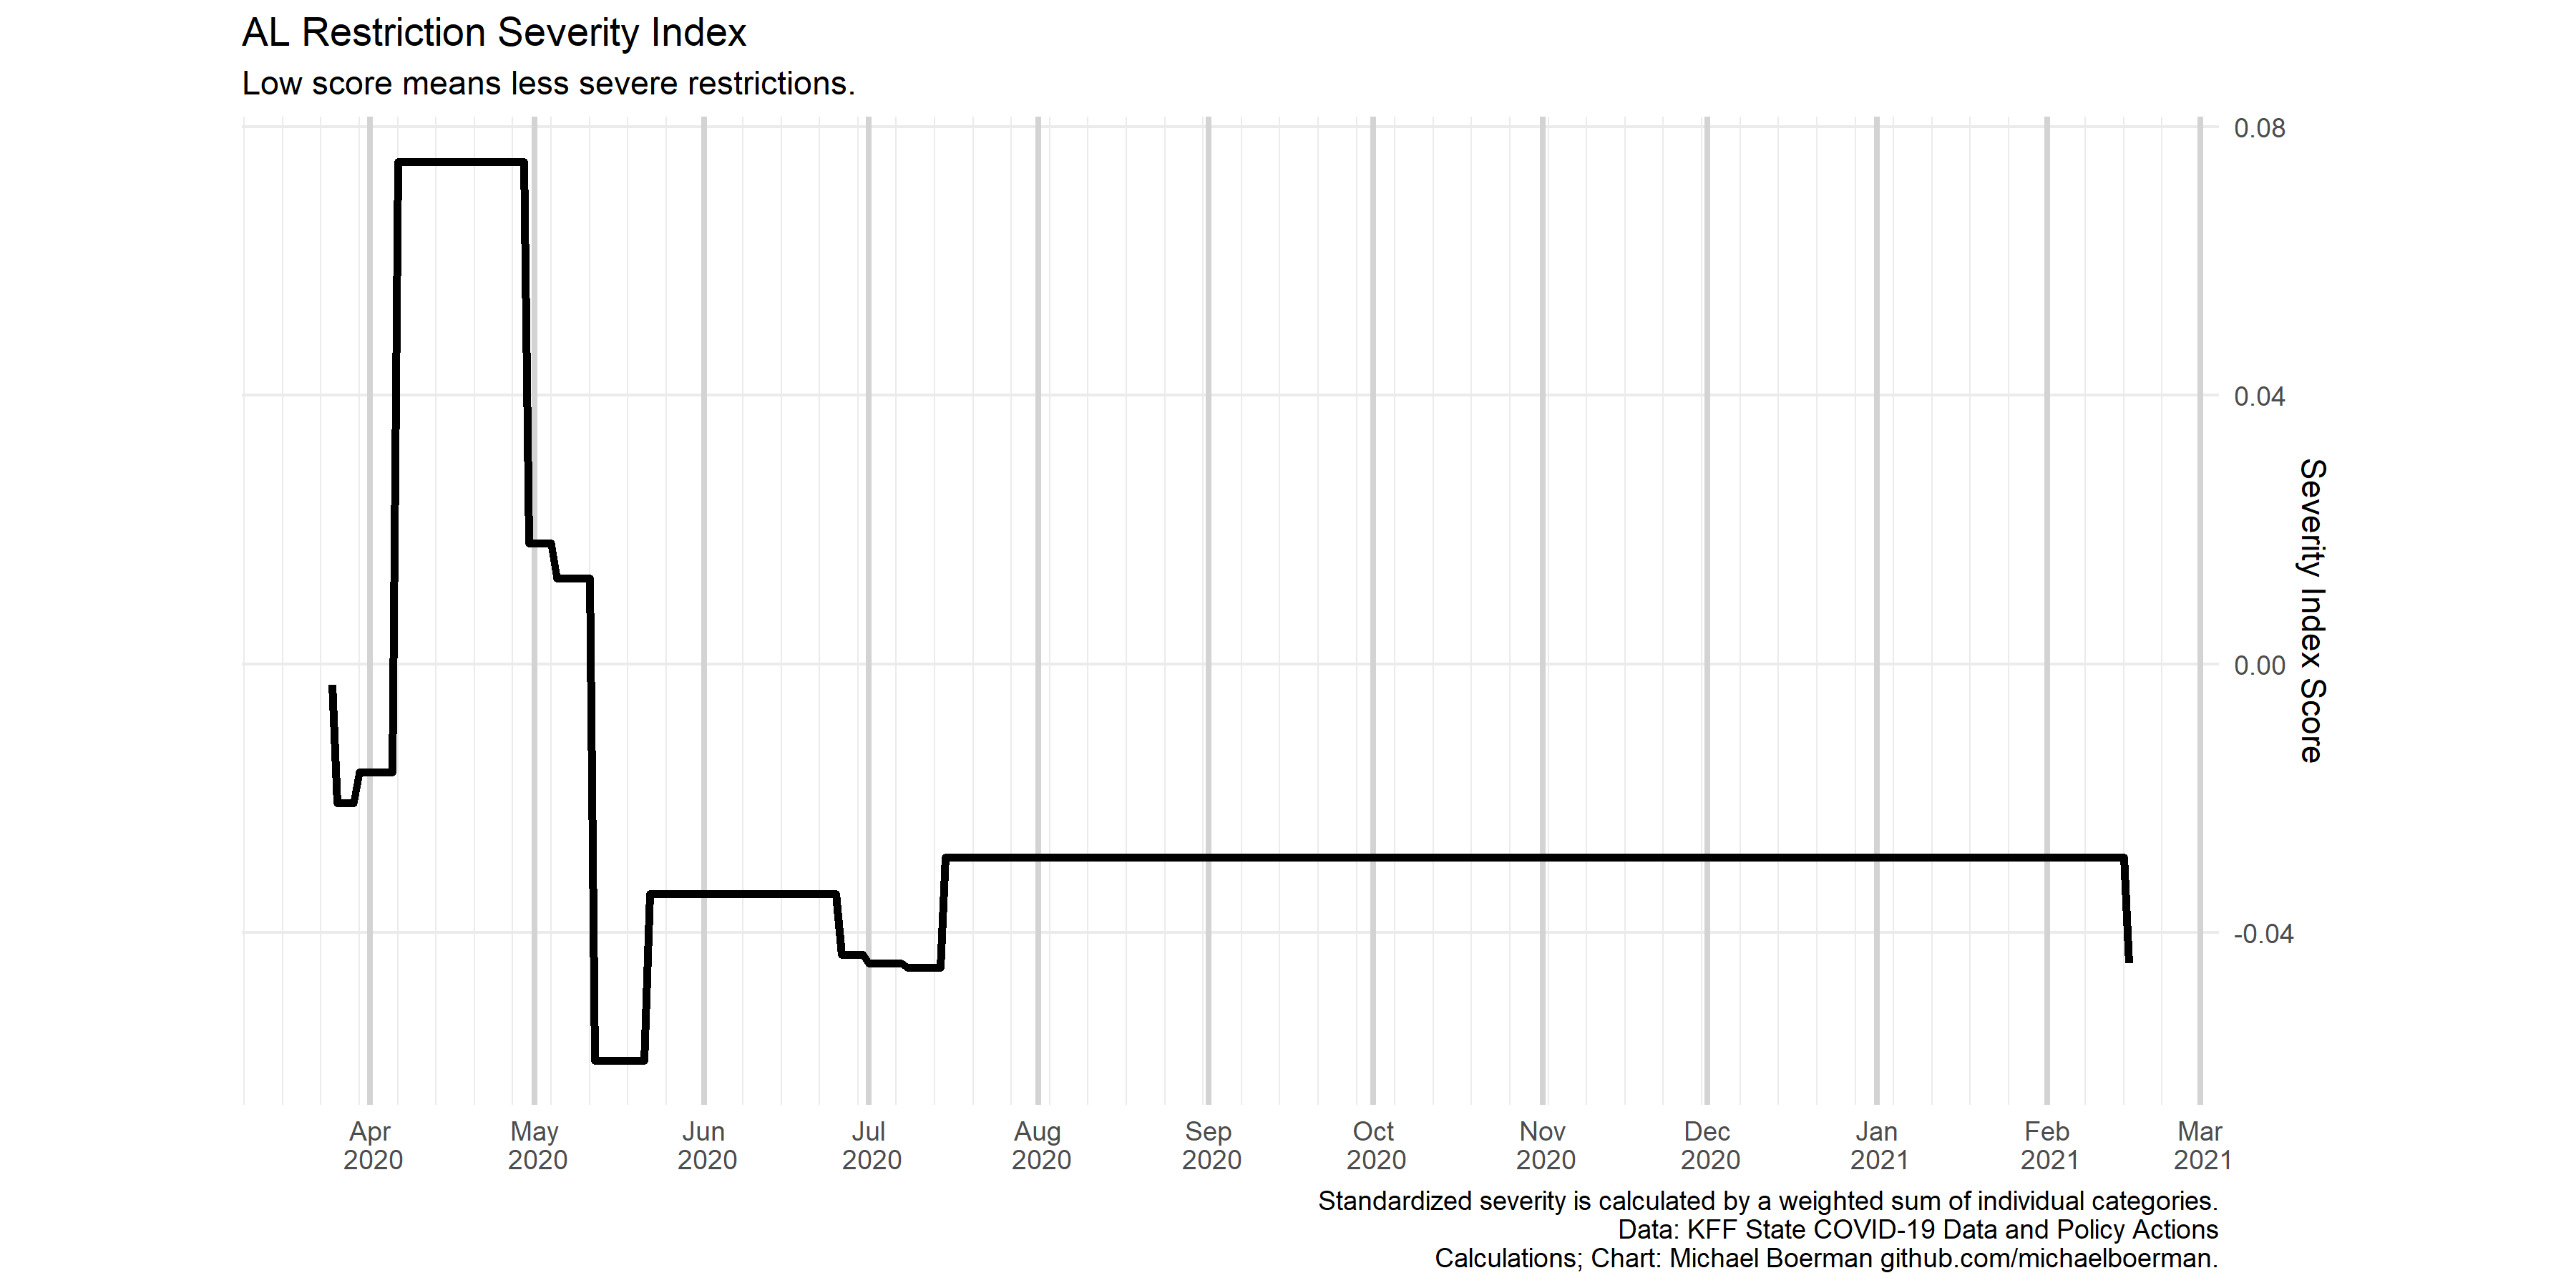 AL Restriction Severity Index
Low score means less severe restrictions.
0.08
0.04
0.00
-0.04
Severity Index Score
Apr May Jun Jul Aug Sep Oct Nov Dec Jan Feb Mar
2020 2020 2020 2020 2020 2020 2020 2020 2020 2021 2021 2021
Standardized severity is calculated by a weighted sum of individual categories.
Data: KFF State COVID-19 Data and Policy Actions
Calculations; Chart: Michael Boerman github.com/michaelboerman.